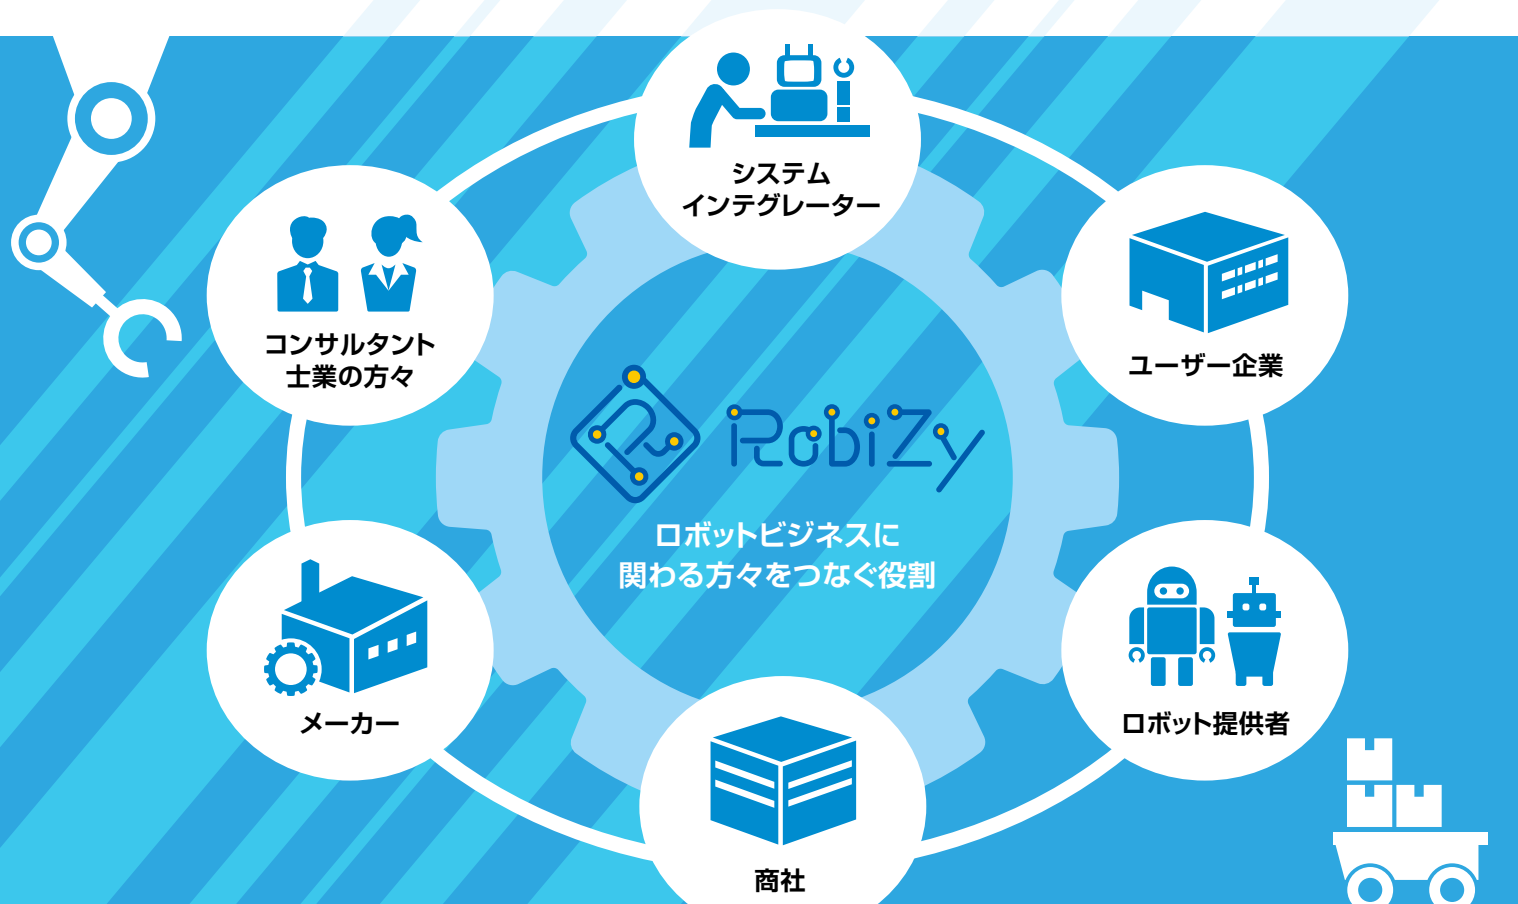 システム
インテグレーター
コンサルタント
士業の方々
ユーザー企業
RobiZy
ロボットビジネスに
関わる方々をつなぐ役割
メーカー
ロボット提供者
商社